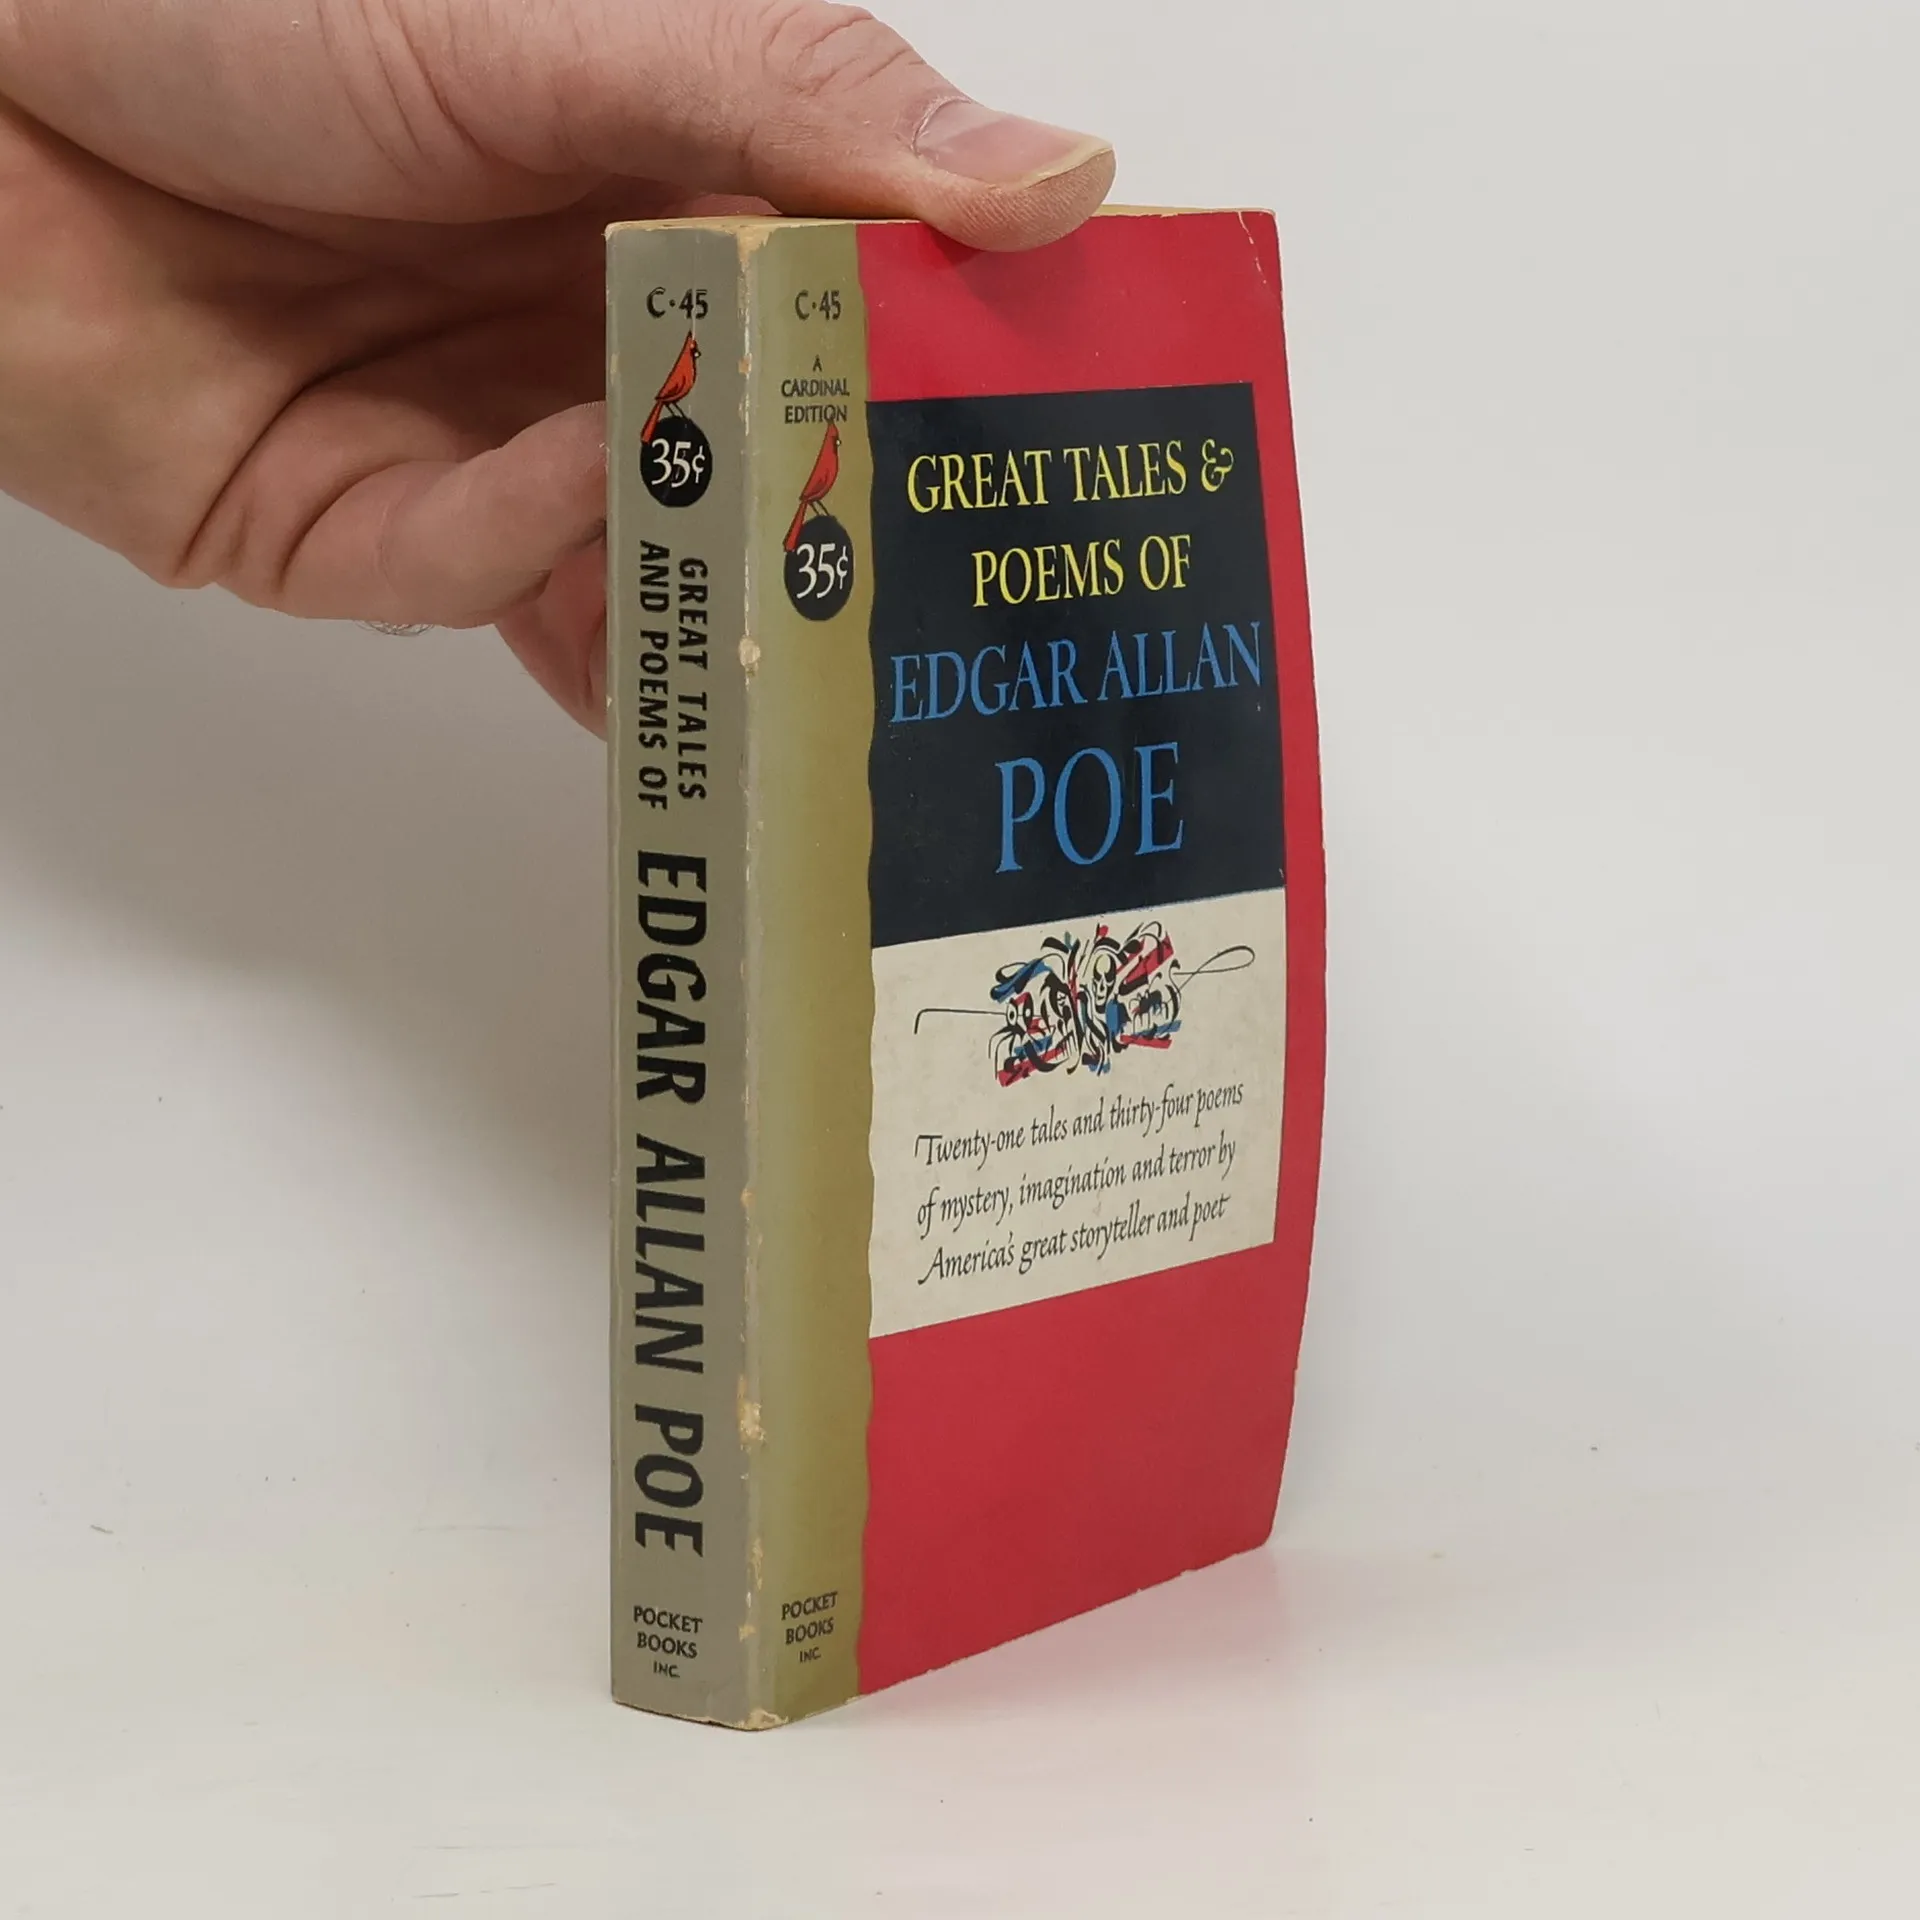 C·45
35¢
GREAT TALES
AND POEMS OF
EDGAR ALLAN POE
POCKET
BOOKS
INC.
C·45
A
CARDINAL
EDITION
35¢
POCKET
BOOKS
INC.
GREAT TALES &
POEMS OF
EDGAR ALLAN
POE
Twenty-one tales and thirty-four poems
of mystery, imagination and terror by
America's great storyteller and poet